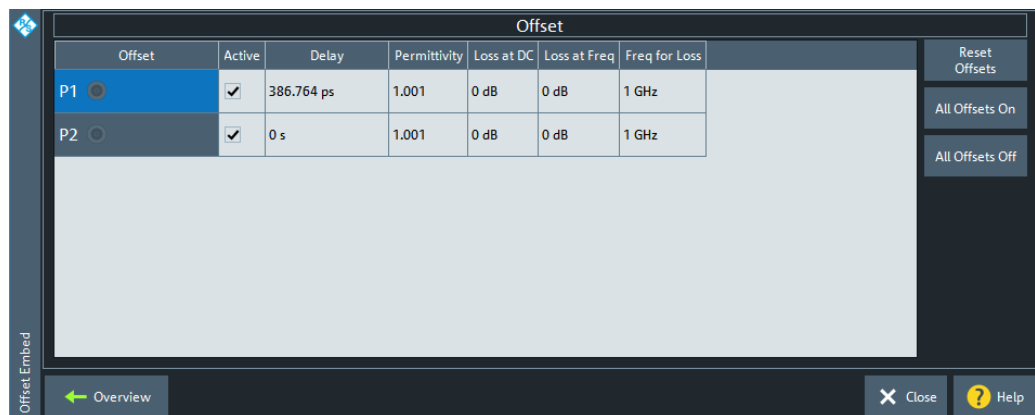 Offset
Offset Active Delay Permittivity Loss at DC Loss at Freq Freq for Loss
P1 386.764 ps 1.001 0 dB 0 dB 1 GHz
P2 0 s 1.001 0 dB 0 dB 1 GHz
Reset
Offsets
All Offsets On
All Offsets Off
Offset Embed
Overview
Close
Help